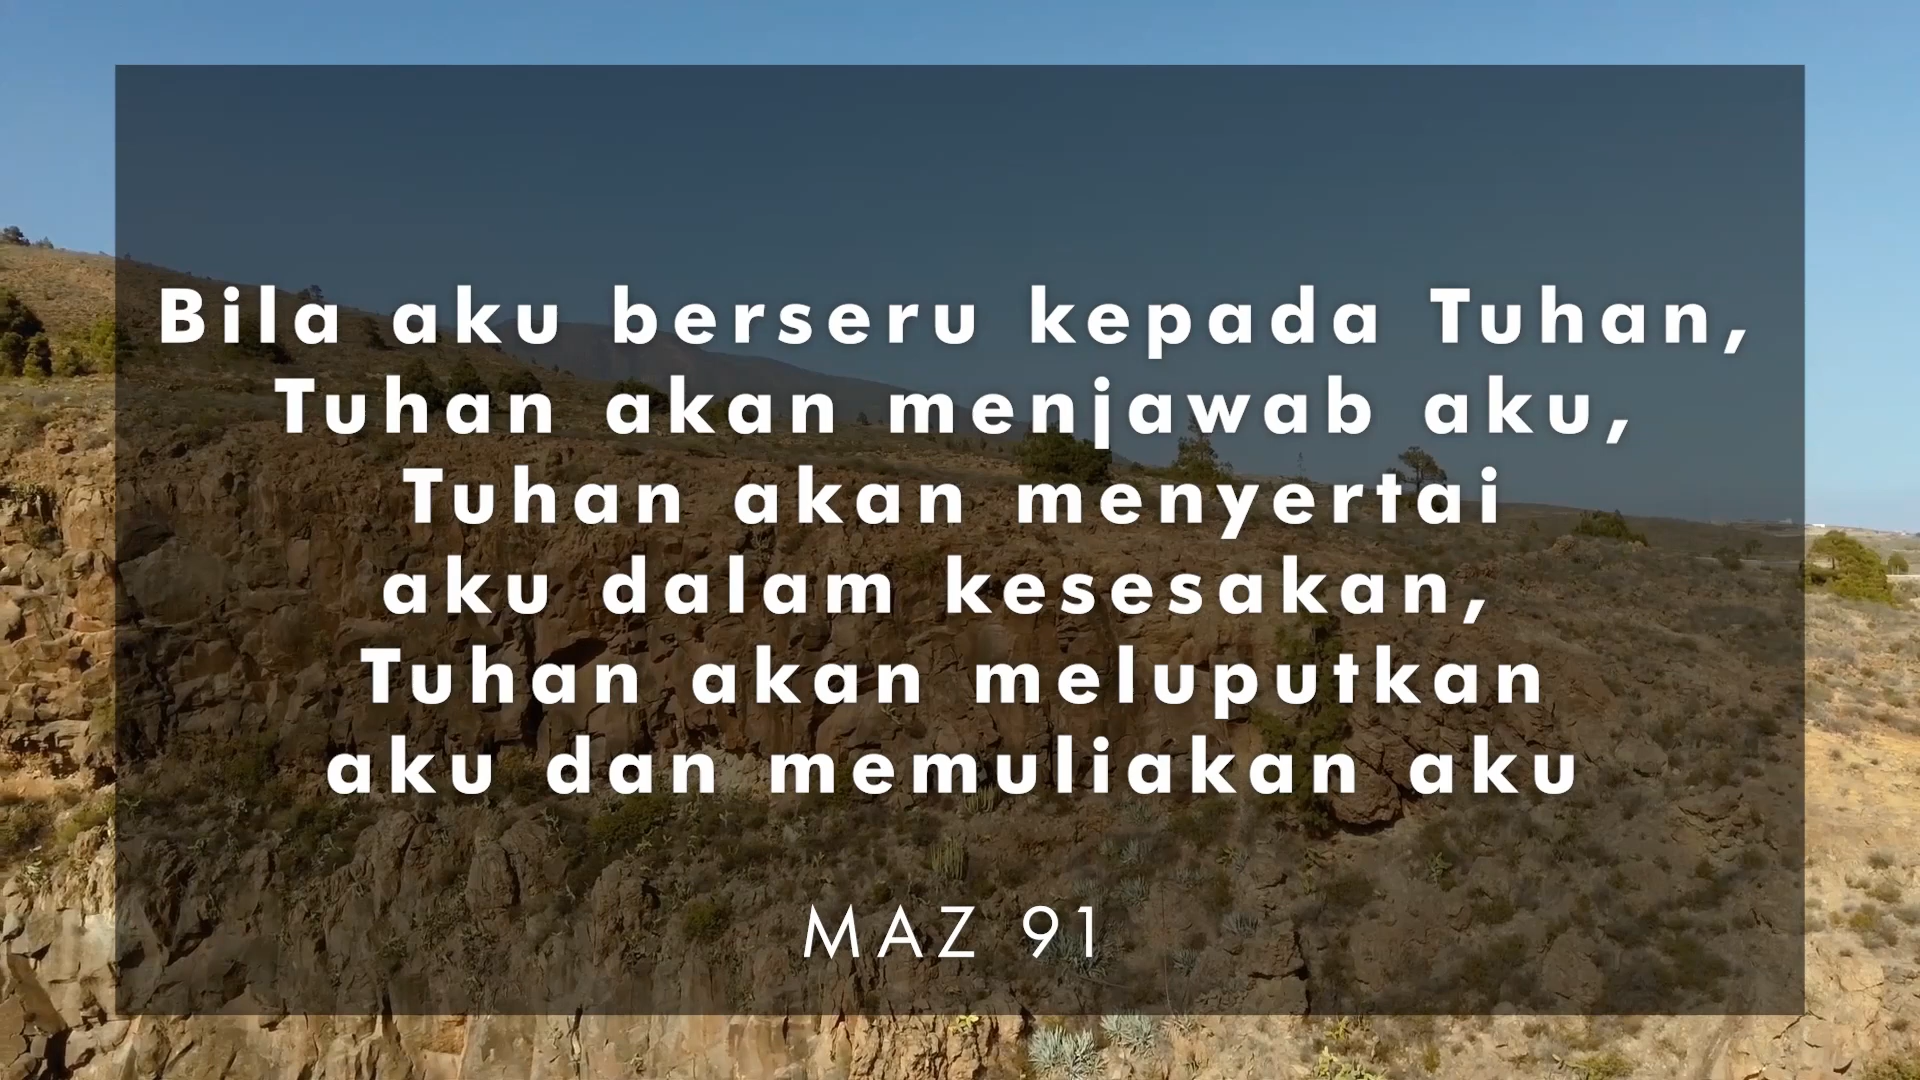 Bila aku berseru kepada Tuhan,
Tuhan akan menjawab aku,
Tuhan akan menyertai
aku dalam kesesakan,
Tuhan akan meluputkan
aku dan memuliakan aku
MAZ 91